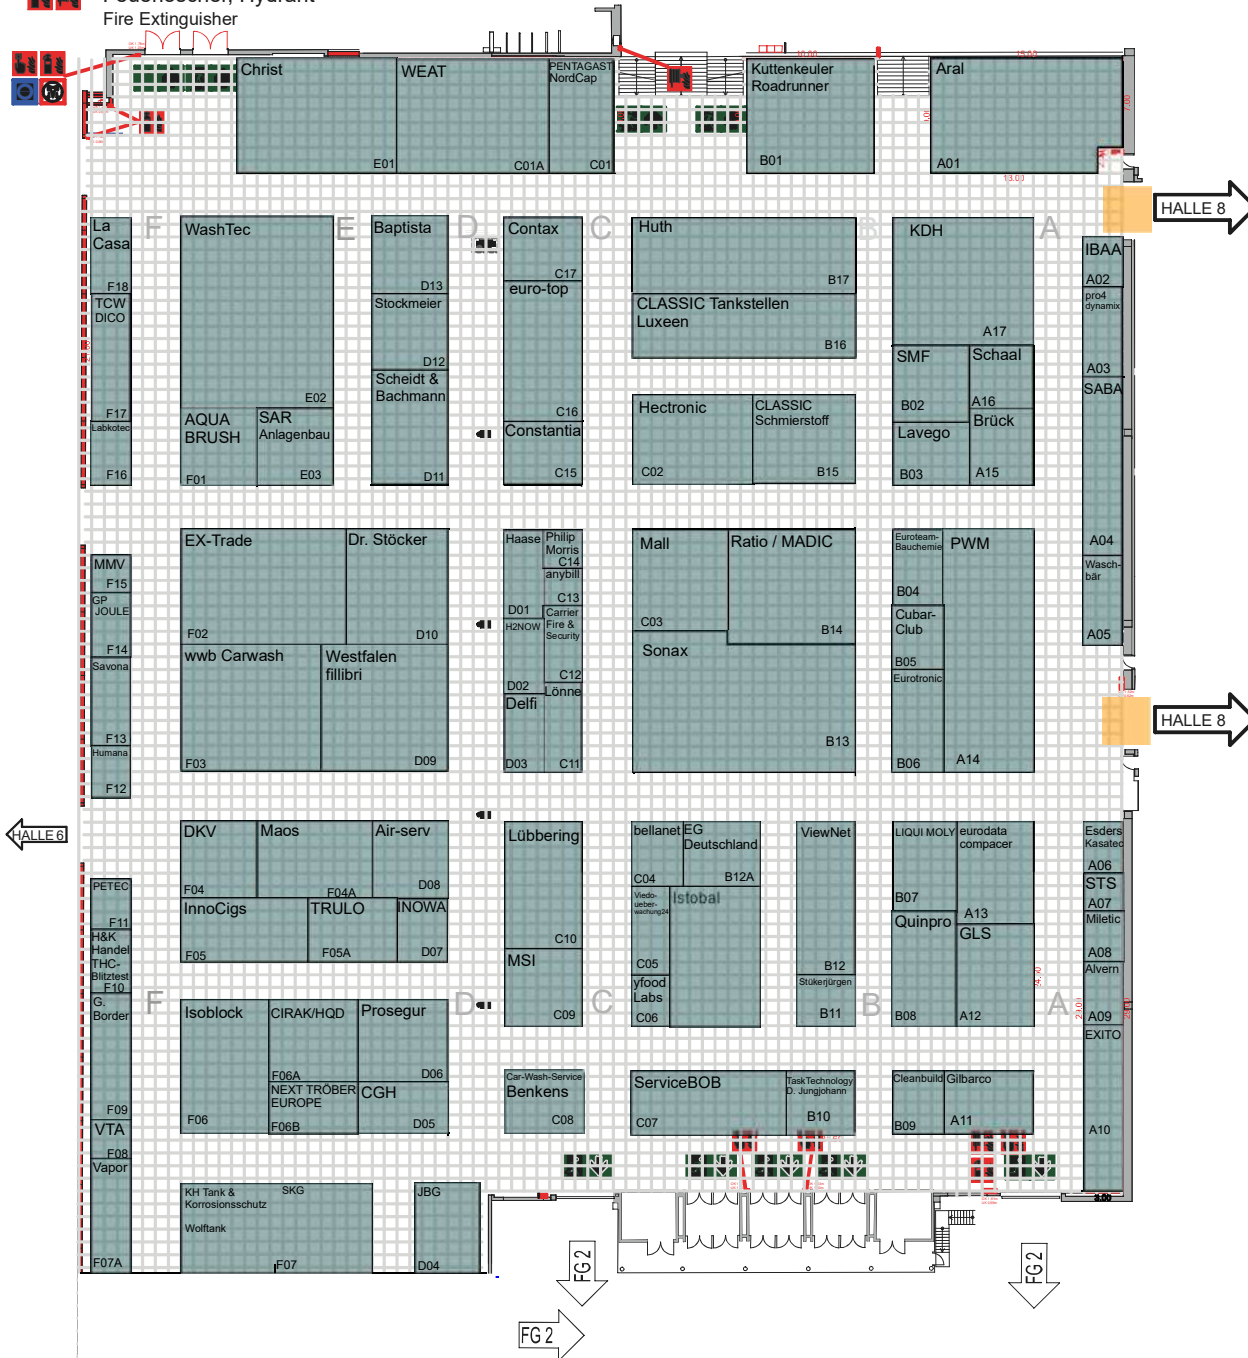 Feuerlöscher, Hydrant
Fire Extinguisher
Christ
E01
WEAT
C01A
PENTAGAST
NordCap
C01
Kuttenkeuler
Roadrunner
B01
Aral
A01
13.00
HALLE 8
F
E
D
C
B
A
La
Casa
F18
TCW
DICO
F17
Labkotec
F16
WashTec
E02
AQUA
BRUSH
F01
SAR
Anlagenbau
E03
Baptista
D13
Stockmeier
D12
Scheidt &
Bachmann
D11
Contax
C17
euro-top
C16
Constantia
C15
Huth
B17
CLASSIC Tankstellen
Luxeen
B16
Hectronic
C02
CLASSIC
Schmierstoff
B15
KDH
A17
SMF
B02
Schaal
A16
Lavego
B03
Brück
A15
IBAA
A02
pro4
dynamix
A03
SABA
A04
Wasch-
bär
A05
MMV
F15
GP
JOULE
F14
Savona
F13
Humana
F12
EX-Trade
F02
Dr. Stöcker
D10
wwb Carwash
F03
Westfalen
fillibri
D09
Haase
D01
Philip
Morris
C14
anybill
C13
H2NOW
D02
Carrier
Fire &
Security
C12
Delfi
D03
Lönne
C11
Mall
C03
Ratio / MADIC
B14
Sonax
B13
Euroteam-
Bauchemie
B04
Cubar-
Club
B05
Eurotronic
B06
PWM
A14
HALLE 8
HALLE 6
DKV
F04
Maos
F04A
Air-serv
D08
InnoCigs
F05
TRULO
F05A
INOWA
D07
Lübbering
C10
MSI
C09
bellanet
C04
EG
Deutschland
B12A
Viedo-
ueber-
wachung24
C05
Istobal
yfood
Labs
C06
ViewNet
B12
Stükerjürgen
B11
LIQUI MOLY
B07
eurodata
compacer
A13
Quinpro
B08
GLS
A12
Esders
Kasatec
A06
STS
A07
Miletic
A08
Alvern
A09
EXITO
A10
PETEC
F11
H&K
Handel
THC-
Blitztest
F10
G.
Border
F09
VTA
F08
Vapor
F07A
F
D
C
B
A
Isoblock
F06
CIRAK/HQD
F06A
Prosegur
D06
NEXT TRÖBER
EUROPE
F06B
CGH
D05
Car-Wash-Service
Benkens
C08
ServiceBOB
C07
TaskTechnology
D. Jungjohann
B10
Cleanbuild
B09
Gilbarco
A11
KH Tank &
Korrosionsschutz
Wolftank
SKG
F07
JBG
D04
3.00
FG 2
FG 2
FG 2